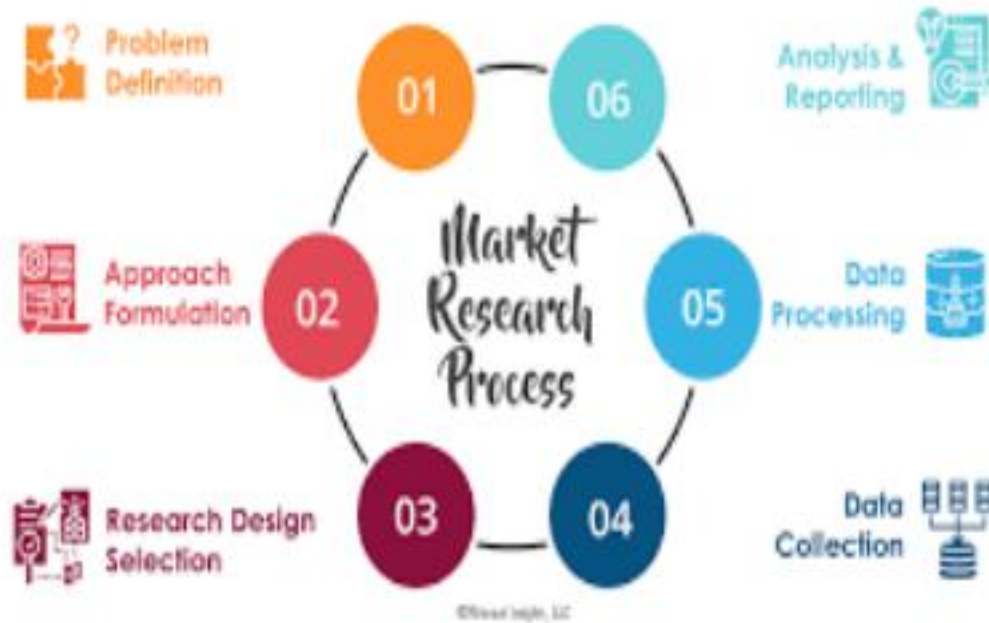 Problem
Definition
01
06
Analysis &
Reporting
Approach
Formulation
02
Market
Research
Process
05
Data
Processing
Research Design
Selection
03
04
Data
Collection
LLC